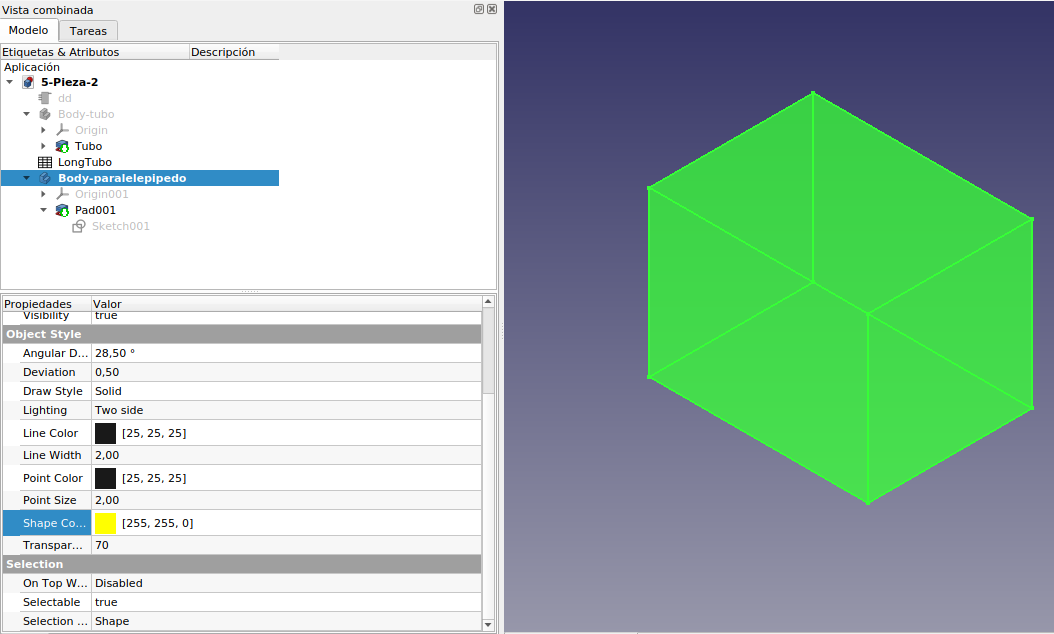 Vista combinada
Modelo Tareas
Etiquetas & Atributos Descripción
Aplicación
5-Pieza-2
dd
Body-tubo
Origin
Tubo
LongTubo
Body-paralelepipedo
Origin001
Pad001
Sketch001
Propiedades Valor
Visibility true
Object Style
Angular D... 28,50 °
Deviation 0,50
Draw Style Solid
Lighting Two side
Line Color [25, 25, 25]
Line Width 2,00
Point Color [25, 25, 25]
Point Size 2,00
Shape Co... [255, 255, 0]
Transpar... 70
Selection
On Top W... Disabled
Selectable true
Selection ... Shape